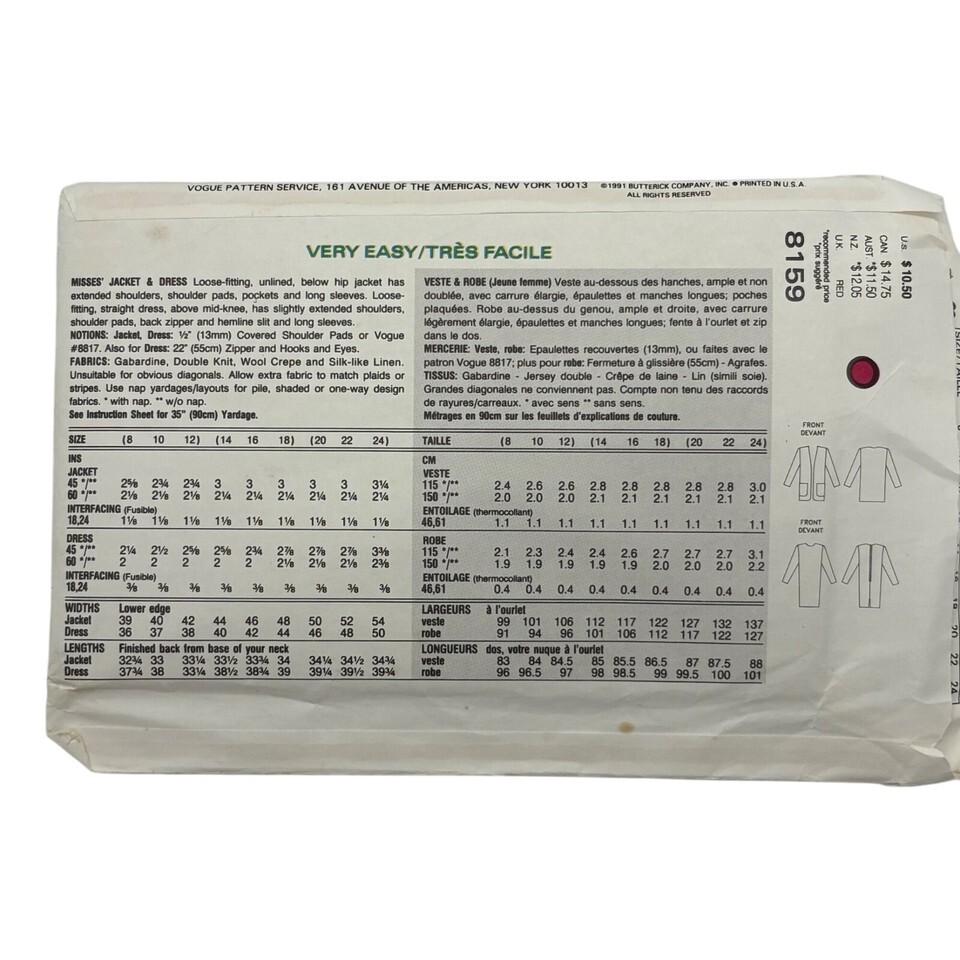 VOGUE PATTERN SERVICE, 161 AVENUE OF THE AMERICAS, NEW YORK 10013 ©1991 BUTTERICK COMPANY, INC. ● PRINTED IN U.S.A.
ALL RIGHTS RESERVED
VERY EASY/TRÈS FACILE
MISSES' JACKET & DRESS Loose-fitting, unlined, below hip jacket has
extended shoulders, shoulder pads, pockets and long sleeves. Loose-
fitting, straight dress, above mid-knee, has slightly extended shoulders,
shoulder pads, back zipper and hemline slit and long sleeves.
NOTIONS: Jacket, Dress: ½" (13mm) Covered Shoulder Pads or Vogue
#8817. Also for Dress: 22" (55cm) Zipper and Hooks and Eyes.
FABRICS: Gabardine, Double Knit, Wool Crepe and Silk-like Linen.
Unsuitable for obvious diagonals. Allow extra fabric to match plaids or
stripes. Use nap yardages/layouts for pile, shaded or one-way design
fabrics. * with nap. ** w/o nap.
See Instruction Sheet for 35" (90cm) Yardage.
SIZE (8 10 12) (14 16 18) (20 22 24)
INS
JACKET
45 */** 2⅝ 2¾ 2¾ 3 3 3 3 3 3¼
60 */** 2⅛ 2⅛ 2⅛ 2¼ 2¼ 2¼ 2¼ 2¼ 2¼
INTERFACING (Fusible)
18,24 1⅛ 1⅛ 1⅛ 1⅛ 1⅛ 1⅛ 1⅛ 1⅛ 1⅛
DRESS
45 */** 2¼ 2½ 2⅝ 2⅝ 2¾ 2⅞ 2⅞ 2⅞ 3⅜
60 */** 2 2 2 2 2 2⅛ 2⅛ 2⅛ 2⅜
INTERFACING (Fusible)
18,24 ⅜ ⅜ ⅜ ⅜ ⅜ ⅜ ⅜ ⅜ ⅜
WIDTHS Lower edge
Jacket 39 40 42 44 46 48 50 52 54
Dress 36 37 38 40 42 44 46 48 50
LENGTHS Finished back from base of your neck
Jacket 32¾ 33 33¼ 33½ 33¾ 34 34¼ 34½ 34¾
Dress 37¾ 38 33¼ 38½ 38¾ 39 39¼ 39½ 39¾
VESTE & ROBE (Jeune femme) Veste au-dessous des hanches, ample et non
doublée, avec carrure élargie, épaulettes et manches longues; poches
plaquées. Robe au-dessus du genou, ample et droite, avec carrure
légèrement élargie, épaulettes et manches longues; fente à l'ourlet et zip
dans le dos.
MERCERIE: Veste, robe: Epaulettes recouvertes (13mm), ou faites avec le
patron Vogue 8817; plus pour robe: Fermeture à glissière (55cm) - Agrafes.
TISSUS: Gabardine - Jersey double - Crêpe de laine - Lin (simili soie).
Grandes diagonales ne conviennent pas. Compte non tenu des raccords
de rayures/carreaux. * avec sens ** sans sens.
Métrages en 90cm sur les feuillets d'explications de couture.
TAILLE (8 10 12) (14 16 18) (20 22 24)
CM
VESTE
115 */** 2.4 2.6 2.6 2.8 2.8 2.8 2.8 2.8 3.0
150 */** 2.0 2.0 2.0 2.1 2.1 2.1 2.1 2.1 2.1
ENTOILAGE (thermocollant)
46,61 1.1 1.1 1.1 1.1 1.1 1.1 1.1 1.1 1.1
ROBE
115 */** 2.1 2.3 2.4 2.4 2.6 2.7 2.7 2.7 3.1
150 */** 1.9 1.9 1.9 1.9 1.9 2.0 2.0 2.0 2.2
ENTOILAGE (thermocollant)
46,61 0.4 0.4 0.4 0.4 0.4 0.4 0.4 0.4 0.4
LARGEURS à l'ourlet
veste 99 101 106 112 117 122 127 132 137
robe 91 94 96 101 106 112 117 122 127
LONGUEURS dos, votre nuque à l'ourlet
veste 83 84 84.5 85 85.5 86.5 87 87.5 88
robe 96 96.5 97 98 98.5 99 99.5 100 101
U.S. $10.50
CAN $14.75
AUST. *$11.50
N.Z. *$12.05
U.K. RED
*recommended price
*prix suggéré
8159
FRONT
DEVANT
FRONT
DEVANT
18
20
22
24